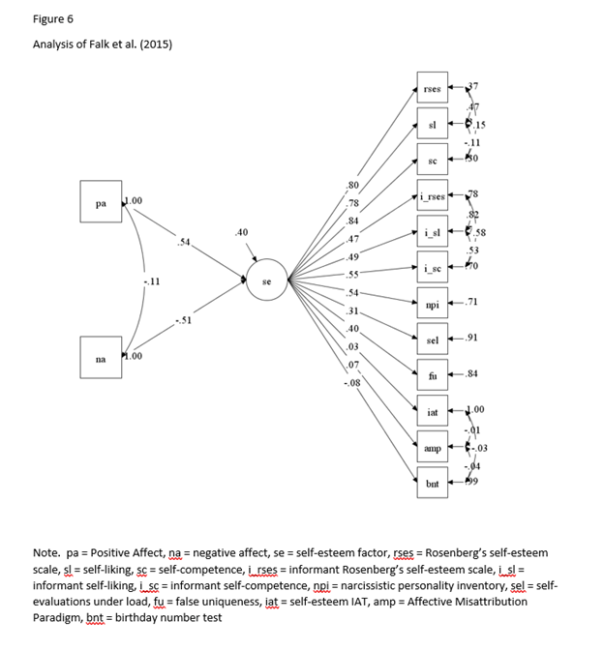 Figure 6
Analysis of Falk et al. (2015)
rses
.37
.47
sl
.15
-.11
sc
.30
.80
i_rses
.78
pa
1.00
.78
.84
.82
.40
.47
i_sl
.58
.54
.49
.53
.55
i_sc
.70
-.11
se
.54
npi
.71
.31
-.51
.40
sel
.91
na
1.00
.03
.07
fu
.84
-.08
iat
1.00
-.01
amp
-.03
-.04
bnt
.99
Note. pa = Positive Affect, na = negative affect, se = self-esteem factor, rses = Rosenberg's self-esteem
scale, sl = self-liking, sc = self-competence, i_rses = informant Rosenberg's self-esteem scale, i_sl =
informant self-liking, i_sc = informant self-competence, npi = narcissistic personality inventory, sel = self-
evaluations under load, fu = false uniqueness, iat = self-esteem IAT, amp = Affective Misattribution
Paradigm, bnt = birthday number test